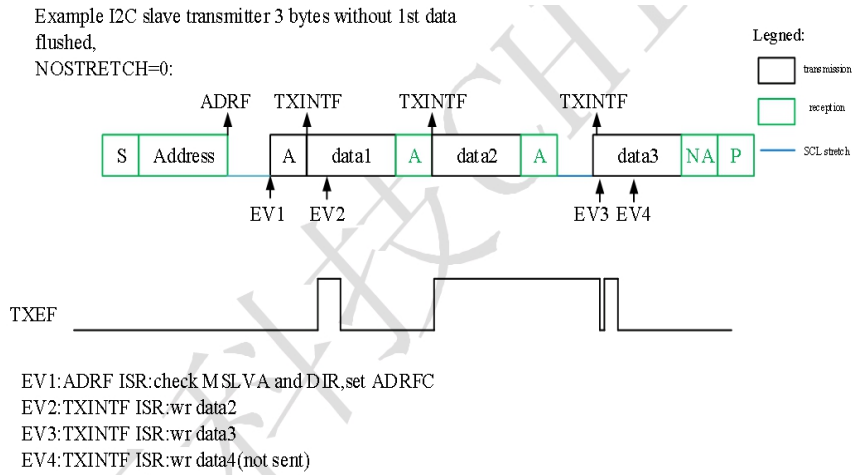 Example I2C slave transmitter 3 bytes without 1st data
flushed,
NOSTRETCH=0:
Legned:
transmission
reception
SCL stretch
ADRF TXINTF TXINTF TXINTF
S Address A data1 A data2 A data3 NA P
EV1 EV2 EV3 EV4
TXEF
EV1:ADRF ISR:check MSLVA and DIR,set ADRFC
EV2:TXINTF ISR:wr data2
EV3:TXINTF ISR:wr data3
EV4:TXINTF ISR:wr data4(not sent)